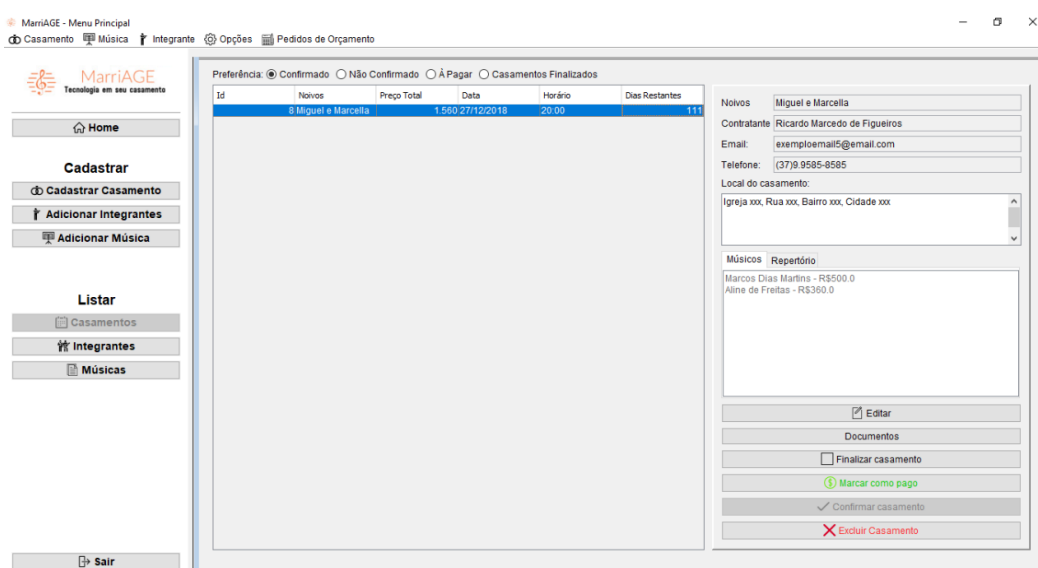 MarriAGE - Menu Principal
Casamento Música Integrante Opções Pedidos de Orçamento
MarriAGE
Tecnologia em seu casamento
Home
Cadastrar
Cadastrar Casamento
Adicionar Integrantes
Adicionar Música
Listar
Casamentos
Integrantes
Músicas
Sair
Preferência: Confirmado Não Confirmado À Pagar Casamentos Finalizados
Id Noivos Preço Total Data Horário Dias Restantes
8 Miguel e Marcella 1.560 27/12/2018 20:00 111
Noivos Miguel e Marcella
Contratante Ricardo Marcedo de Figueiros
Email: exemploemail5@email.com
Telefone: (37)9.9585-8585
Local do casamento:
Igreja xxx, Rua xxx, Bairro xxx, Cidade xxx
Músicos Repertório
Marcos Dias Martins - R$500.0
Aline de Freitas - R$360.0
Editar
Documentos
Finalizar casamento
Marcar como pago
Confirmar casamento
Excluir Casamento